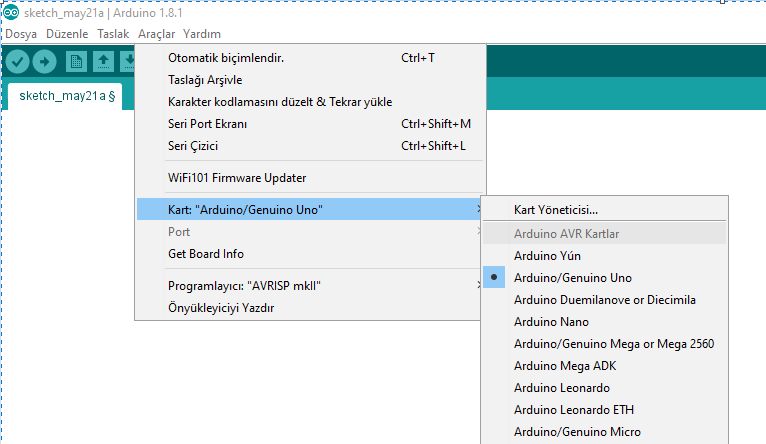 sketch_may21a | Arduino 1.8.1
Dosya Düzenle Taslak Araçlar Yardım
sketch_may21a §
Otomatik biçimlendir. Ctrl+T
Taslağı Arşivle
Karakter kodlamasını düzelt & Tekrar yükle
Seri Port Ekranı Ctrl+Shift+M
Seri Çizici Ctrl+Shift+L
WiFi101 Firmware Updater
Kart: "Arduino/Genuino Uno"
Port
Get Board Info
Programlayıcı: "AVRISP mkII"
Önyükleyiciyi Yazdır
Kart Yöneticisi...
Arduino AVR Kartlar
Arduino Yún
Arduino/Genuino Uno
Arduino Duemilanove or Diecimila
Arduino Nano
Arduino/Genuino Mega or Mega 2560
Arduino Mega ADK
Arduino Leonardo
Arduino Leonardo ETH
Arduino/Genuino Micro